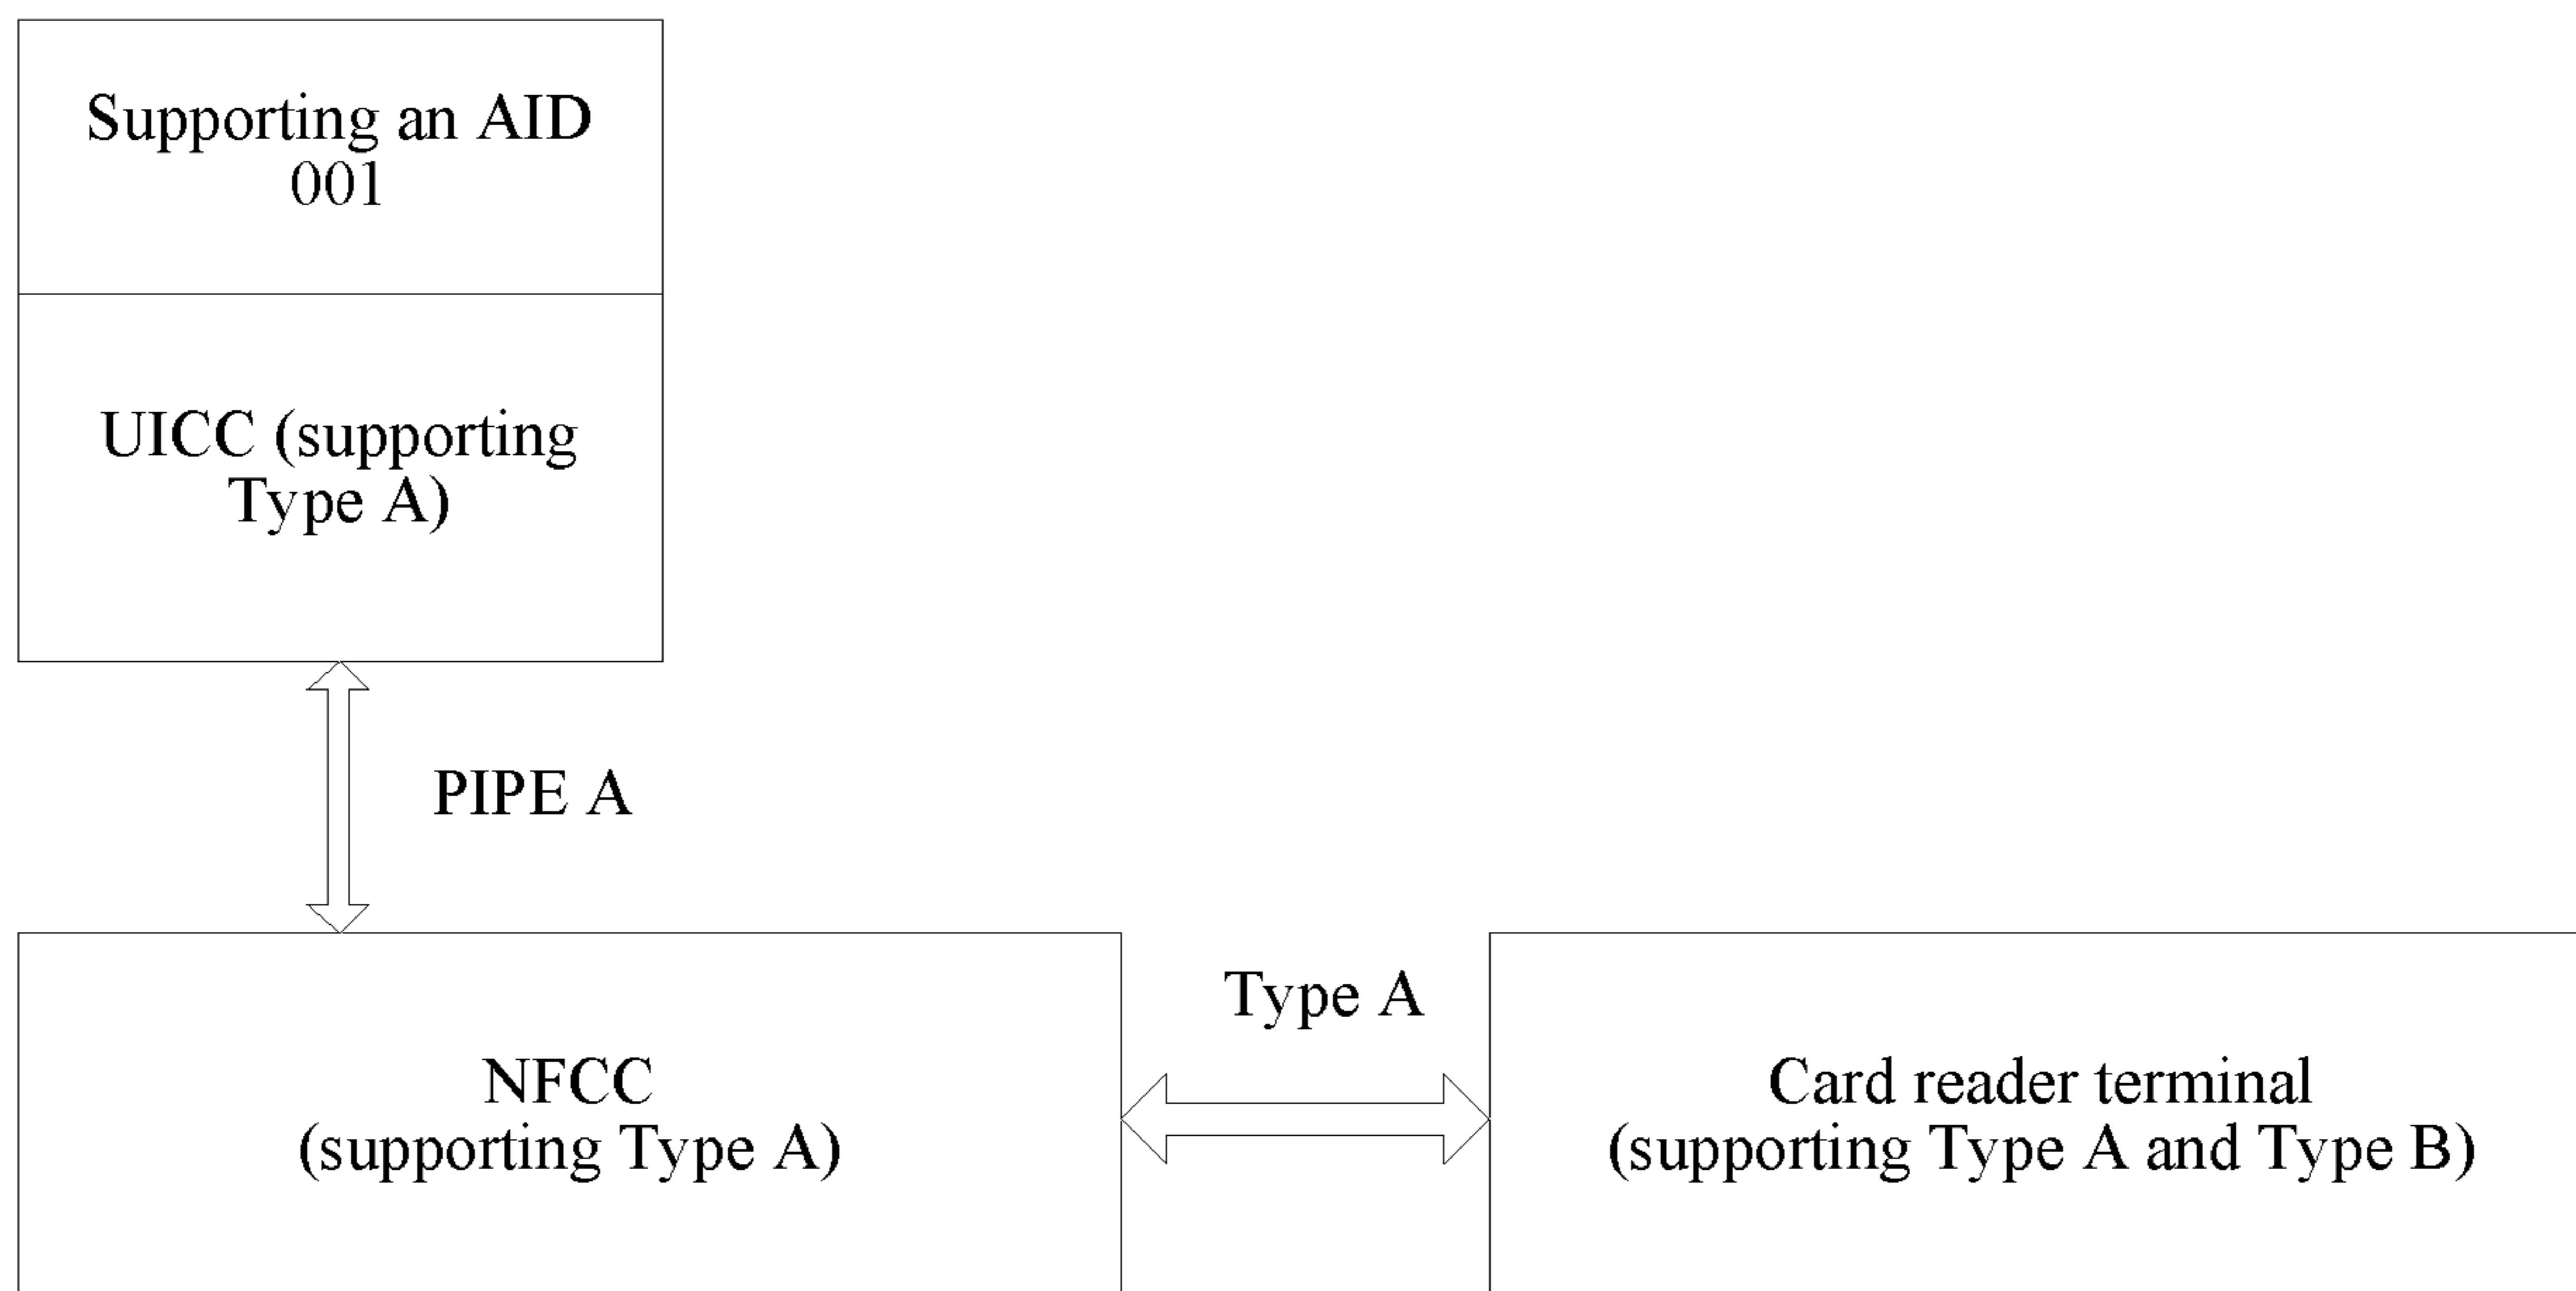 Supporting an AID
001
UICC (supporting
Type A)
PIPE A
Type A
NFCC
(supporting Type A)
Card reader terminal
(supporting Type A and Type B)